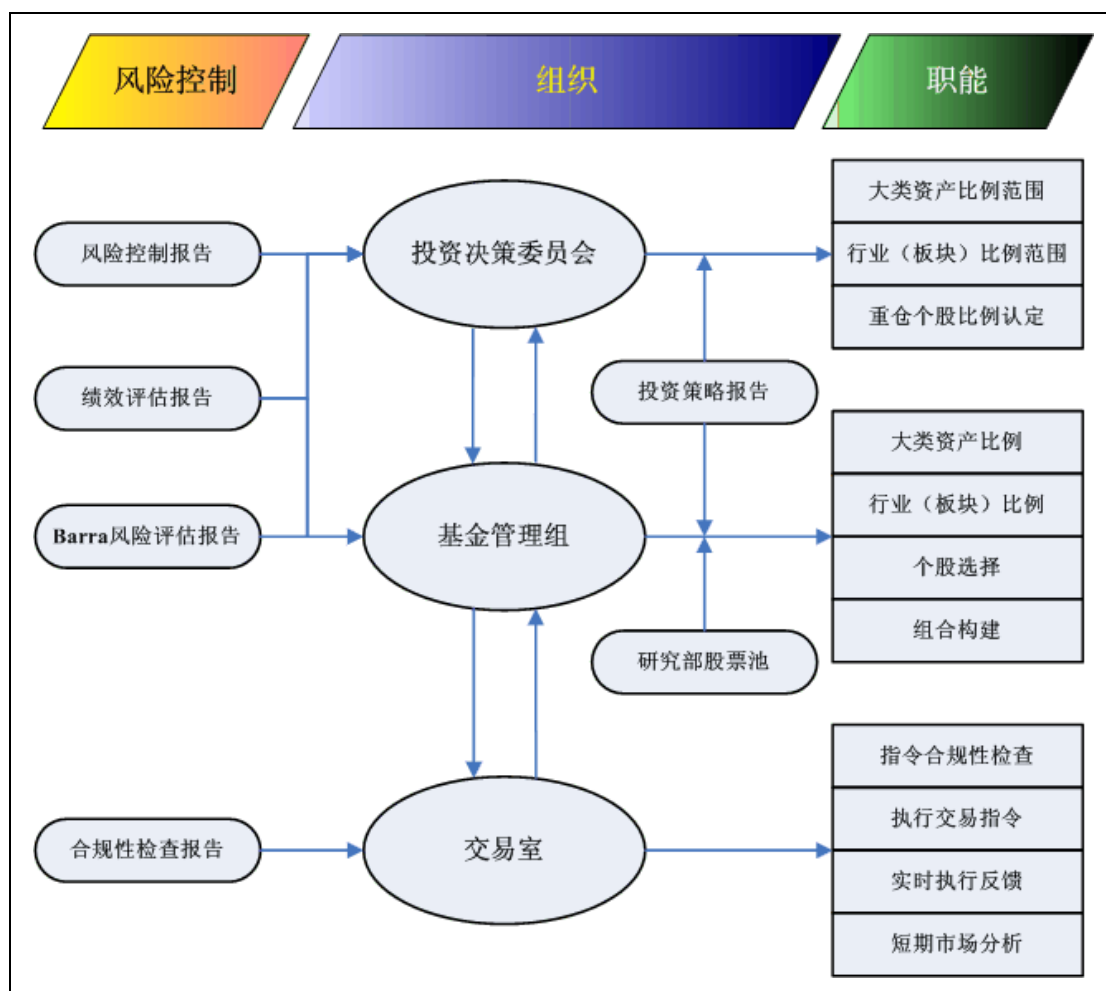 风险控制
组织
职能
风险控制报告
绩效评估报告
Barra风险评估报告
合规性检查报告
投资决策委员会
基金管理组
交易室
投资策略报告
研究部股票池
大类资产比例范围
行业（板块）比例范围
重仓个股比例认定
大类资产比例
行业（板块）比例
个股选择
组合构建
指令合规性检查
执行交易指令
实时执行反馈
短期市场分析